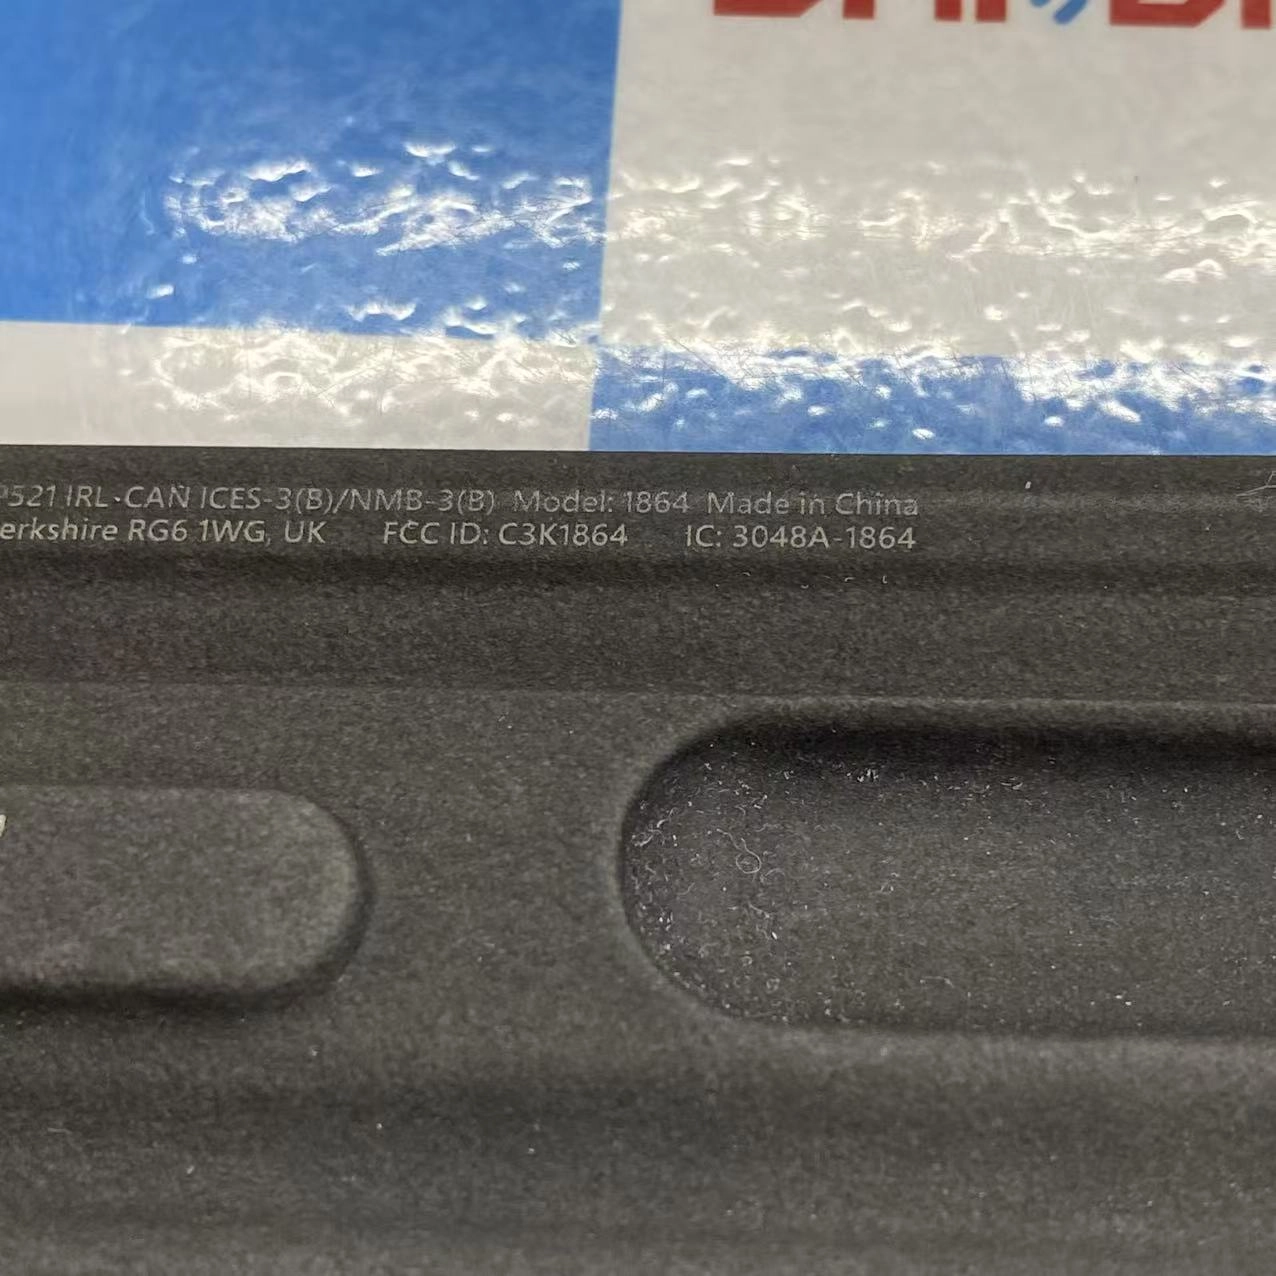 P521 IRL·CAN ICES-3(B)/NMB-3(B) Model: 1864 Made in China
erkshire RG6 1WG, UK FCC ID: C3K1864 IC: 3048A-1864